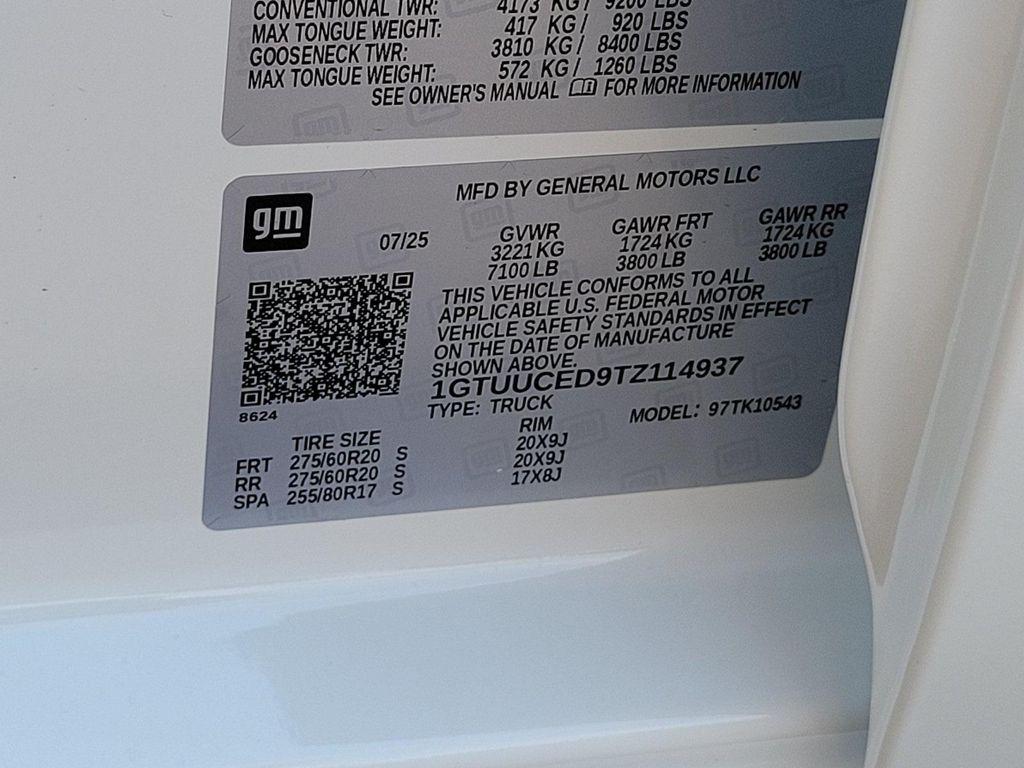 CONVENTIONAL TWR: 4173 KG / 9200 LBS
MAX TONGUE WEIGHT: 417 KG / 920 LBS
GOOSENECK TWR: 3810 KG / 8400 LBS
MAX TONGUE WEIGHT: 572 KG / 1260 LBS
SEE OWNER'S MANUAL FOR MORE INFORMATION
gm
MFD BY GENERAL MOTORS LLC
07/25 GVWR GAWR FRT GAWR RR
3221 KG 1724 KG 1724 KG
7100 LB 3800 LB 3800 LB
THIS VEHICLE CONFORMS TO ALL
APPLICABLE U.S. FEDERAL MOTOR
VEHICLE SAFETY STANDARDS IN EFFECT
ON THE DATE OF MANUFACTURE
SHOWN ABOVE.
1GTUUCED9TZ114937
8624
TYPE: TRUCK MODEL: 97TK10543
TIRE SIZE RIM
FRT 275/60R20 S 20X9J
RR 275/60R20 S 20X9J
SPA 255/80R17 S 17X8J